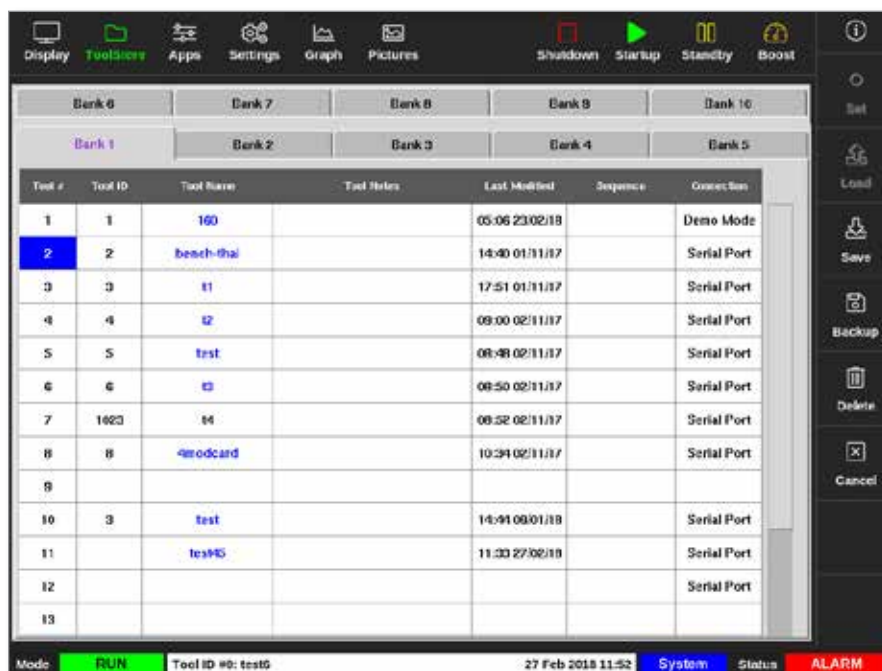 Display ToolStore Apps Settings Graph Pictures Shutdown Startup Standby Boost
Bank 6 Bank 7 Bank 8 Bank 9 Bank 10
Bank 1 Bank 2 Bank 3 Bank 4 Bank 5
Tool # Tool ID Tool Name Tool Notes Last Modified Sequence Connection
1 1 160 05:06 23/02/18 Demo Mode
2 2 bench-thai 14:40 01/11/17 Serial Port
3 3 t1 17:51 01/11/17 Serial Port
4 4 t2 09:00 02/11/17 Serial Port
5 5 test 08:48 02/11/17 Serial Port
6 6 t3 08:50 02/11/17 Serial Port
7 1023 t4 08:52 02/11/17 Serial Port
8 8 4modcard 10:34 02/11/17 Serial Port
9
10 3 test 14:44 Serial Port
11 test45 11:33 27/02/18 Serial Port
12 Serial Port
13
Set
Load
Save
Backup
Delete
Cancel
Mode RUN Tool ID #0: test6 27 Feb 2018 11:52 System Status ALARM